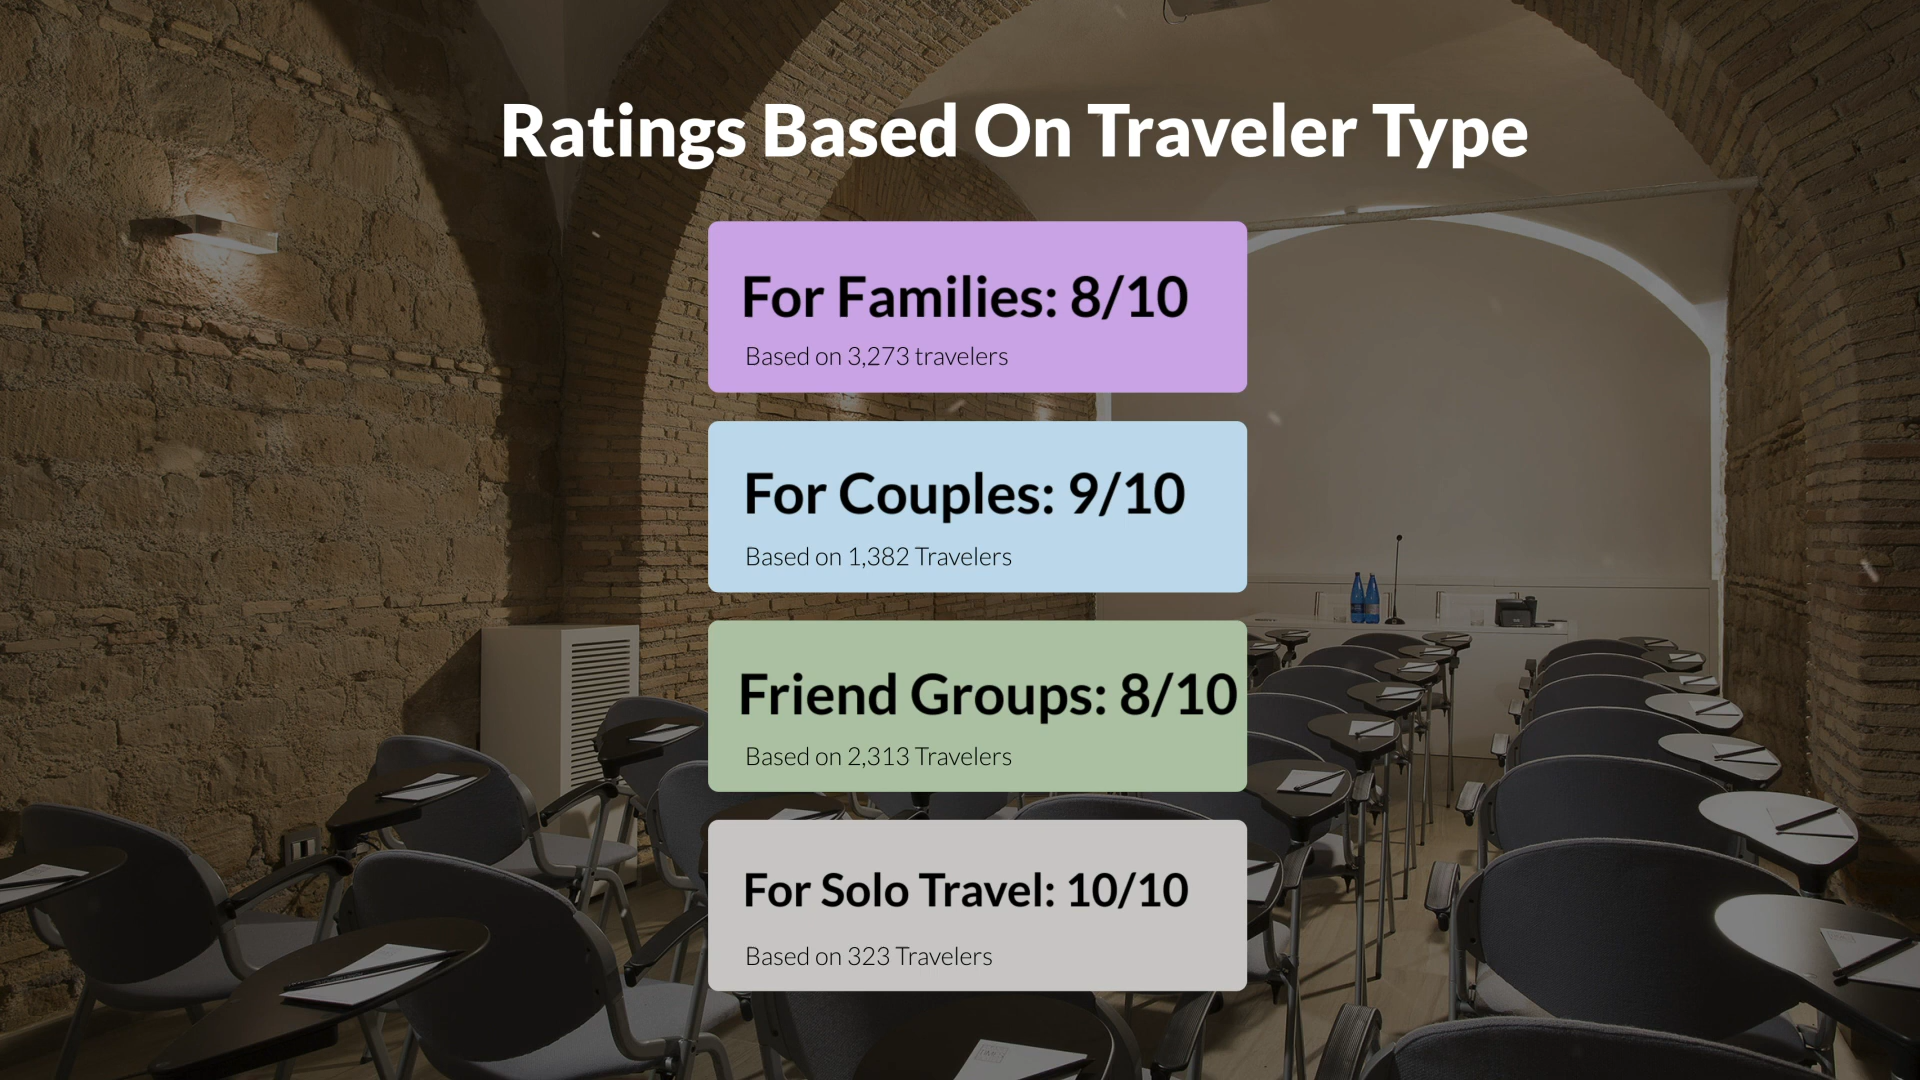 Ratings Based On Traveler Type
For Families: 8/10
Based on 3,273 travelers
For Couples: 9/10
Based on 1,382 Travelers
Friend Groups: 8/10
Based on 2,313 Travelers
For Solo Travel: 10/10
Based on 323 Travelers